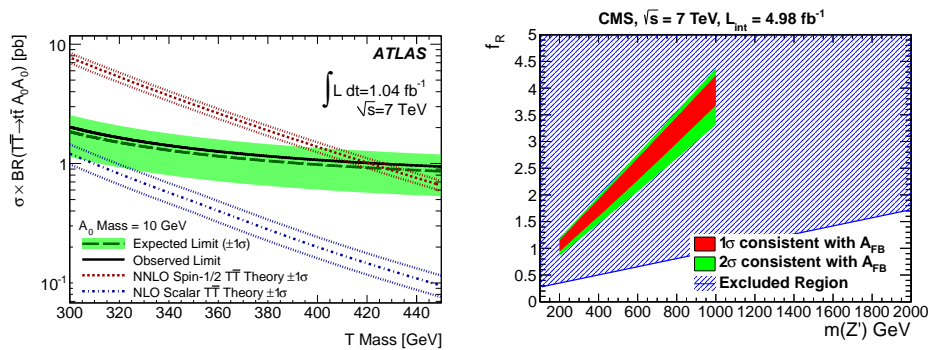 σ × BR(TT̅→tt̅ A₀A₀) [pb]
10
1
10⁻¹
ATLAS
∫ L dt=1.04 fb⁻¹
√s=7 TeV
A₀ Mass = 10 GeV
Expected Limit (±1σ)
Observed Limit
NNLO Spin-1/2 TT̅ Theory ±1σ
NLO Scalar TT̅ Theory ±1σ
300 320 340 360 380 400 420 440
T Mass [GeV]
CMS, √s = 7 TeV, L_int = 4.98 fb⁻¹
f_R
5
4.5
4
3.5
3
2.5
2
1.5
1
0.5
0
1σ consistent with A_FB
2σ consistent with A_FB
Excluded Region
200 400 600 800 1000 1200 1400 1600 1800 2000
m(Z') GeV